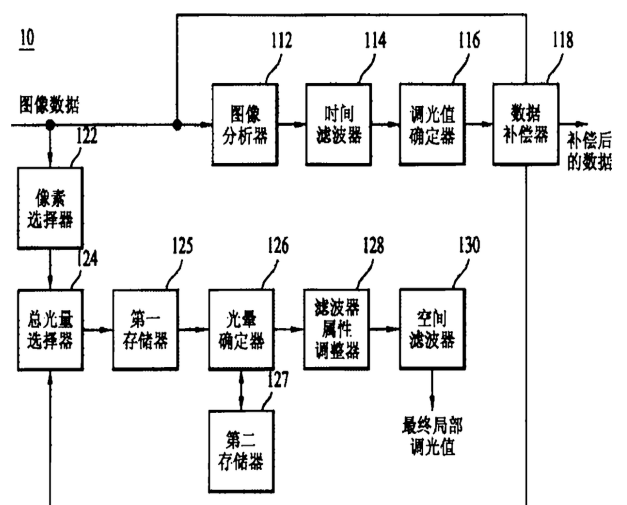 10
112
114
116
118
图像数据
图像
分析器
时间
滤波器
调光值
确定器
数据
补偿器
补偿后
的数据
122
像素
选择器
124
125
126
128
130
总光量
选择器
第一
存储器
光晕
确定器
滤波器
属性
调整器
空间
滤波器
127
第二
存储器
最终局部
调光值